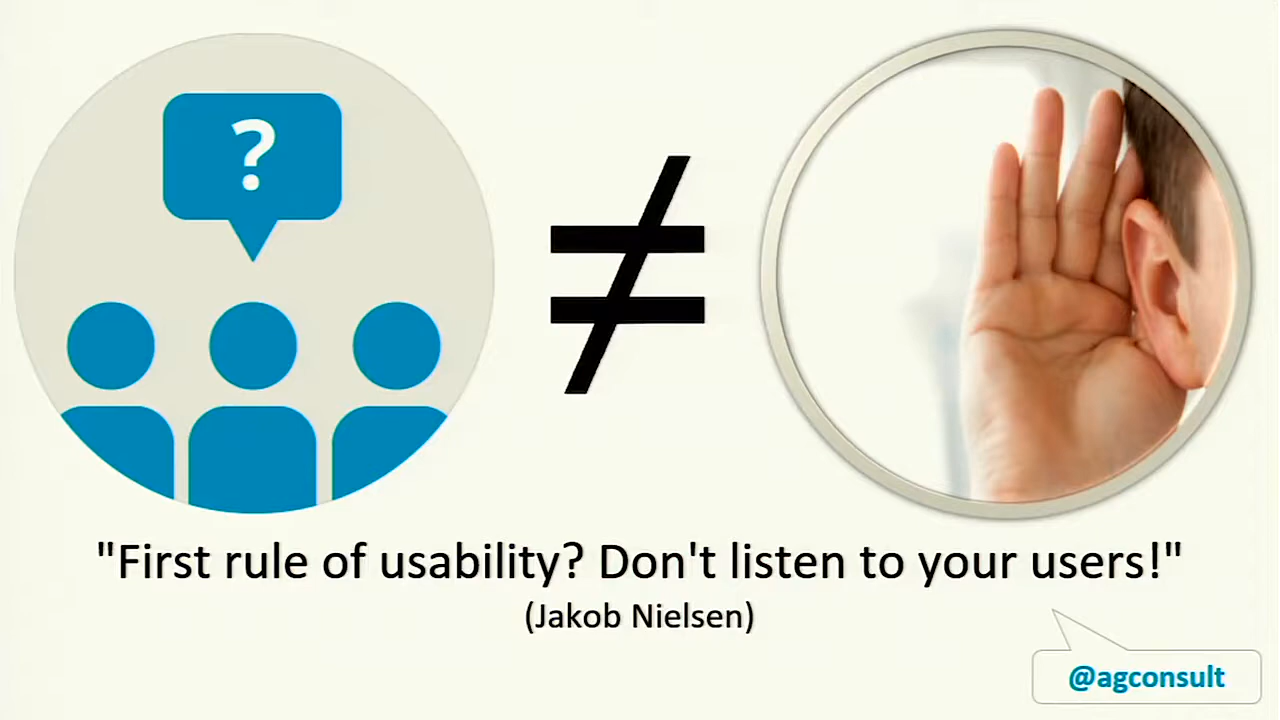 ?
≠
"First rule of usability? Don't listen to your users!"
(Jakob Nielsen)
@agconsult